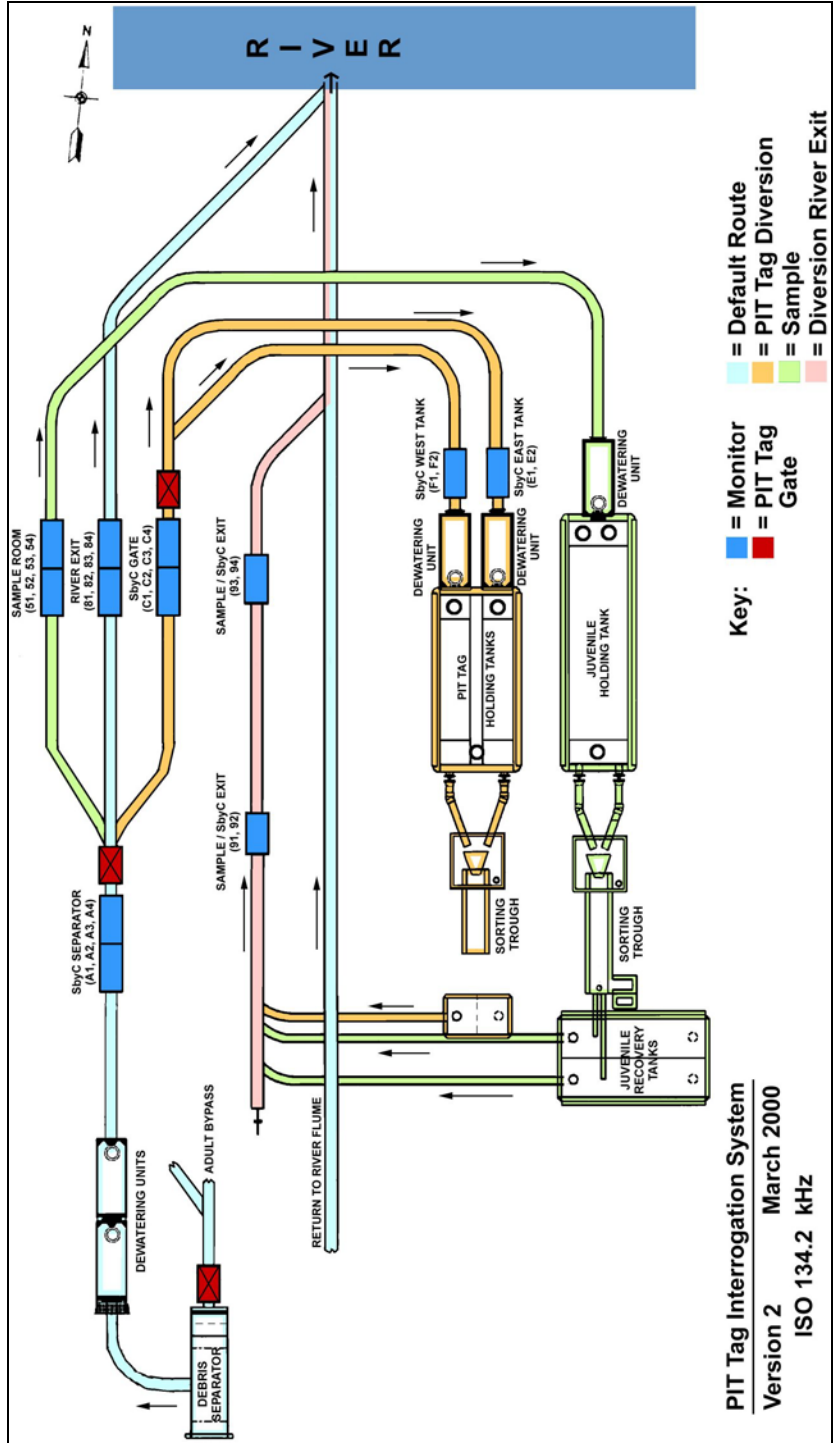 RIVER
SAMPLE ROOM
(51, 52, 53, 54)
RIVER EXIT
(81, 82, 83, 84)
SbyC GATE
(C1, C2, C3, C4)
SbyC SEPARATOR
(A1, A2, A3, A4)
DEWATERING UNITS
ADULT BYPASS
DEBRIS
SEPARATOR
SAMPLE / SbyC EXIT
(93, 94)
SAMPLE / SbyC EXIT
(91, 92)
RETURN TO RIVER FLUME
SbyC WEST TANK
(F1, F2)
SbyC EAST TANK
(E1, E2)
DEWATERING
UNIT
DEWATERING
UNIT
PIT TAG
HOLDING TANKS
SORTING
TROUGH
DEWATERING
UNIT
JUVENILE
HOLDING TANK
SORTING
TROUGH
JUVENILE
RECOVERY
TANKS
Key:
= Monitor
= PIT Tag
Gate
= Default Route
= PIT Tag Diversion
= Sample
= Diversion River Exit
PIT Tag Interrogation System
Version 2 March 2000
ISO 134.2 kHz